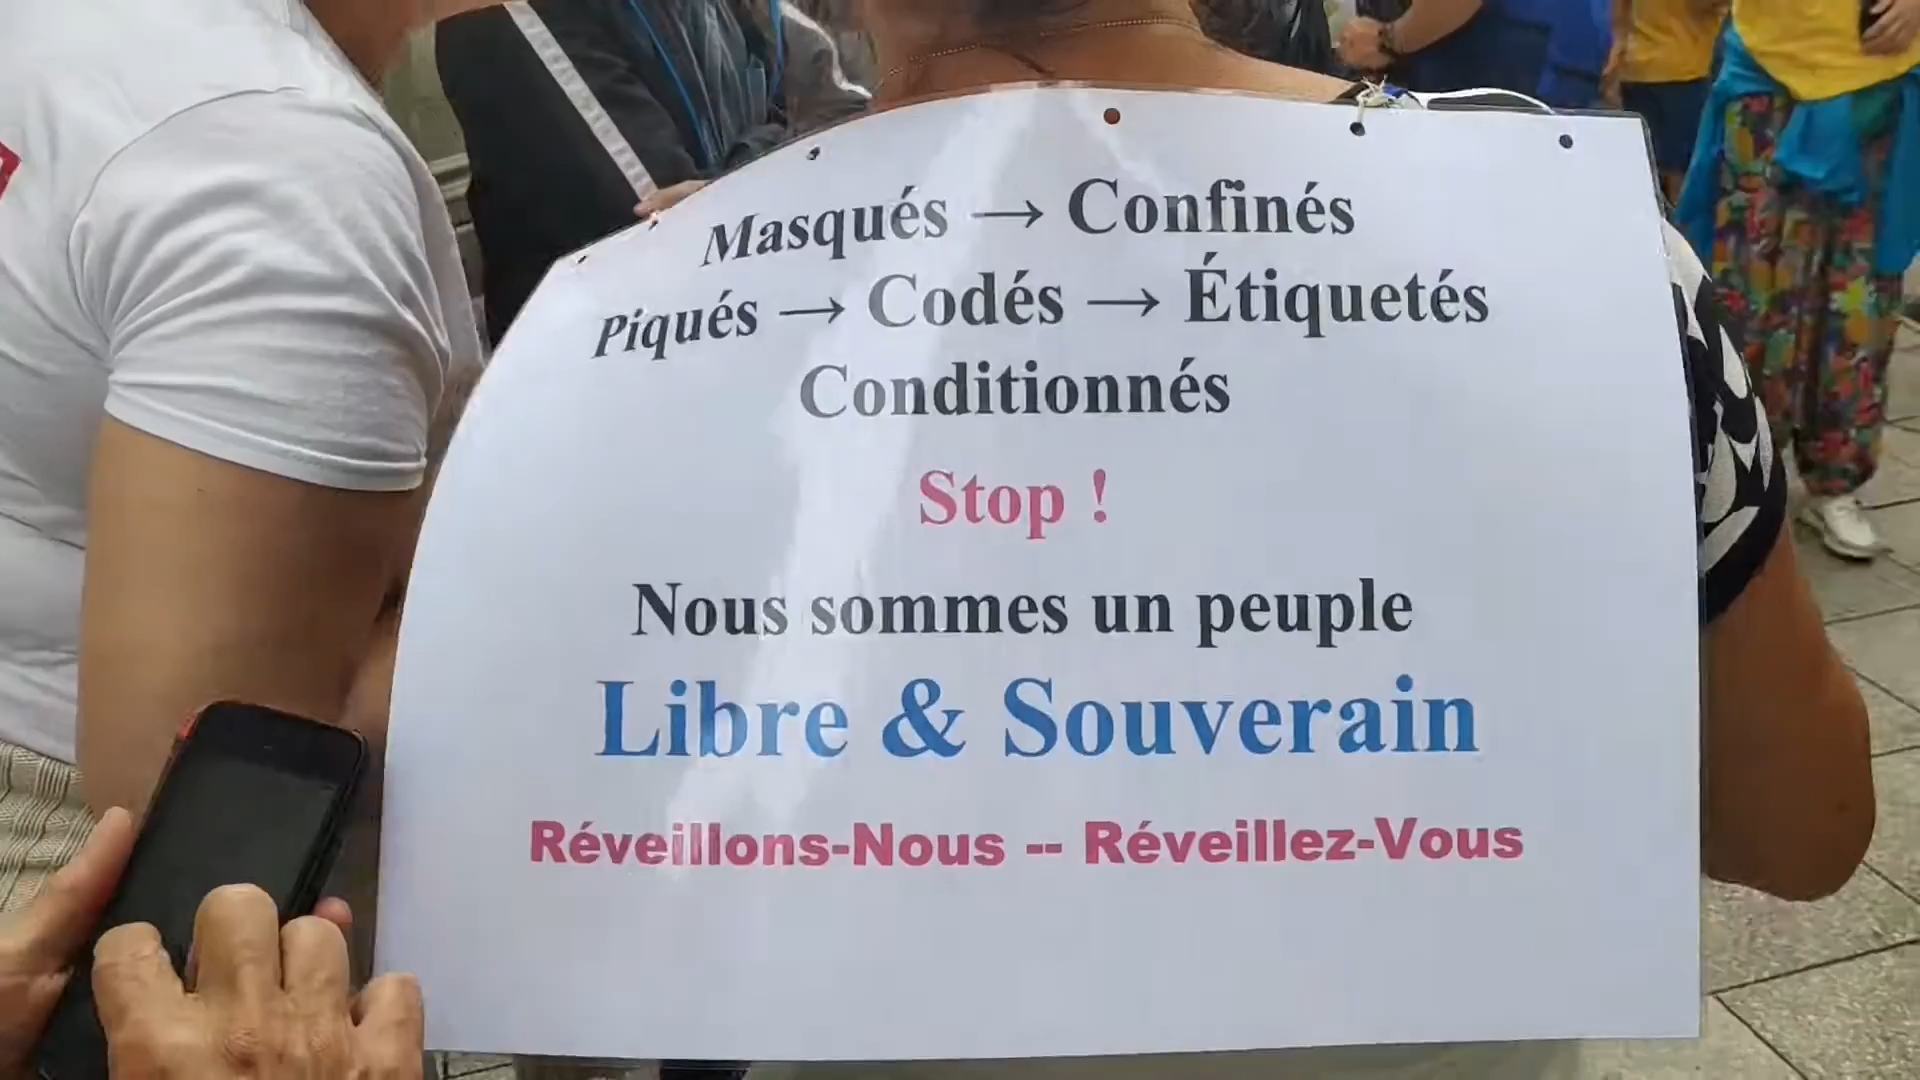 Masqués → Confinés
Piqués → Codés → Étiquetés
Conditionnés
Stop !
Nous sommes un peuple
Libre & Souverain
Réveillons-Nous -- Réveillez-Vous